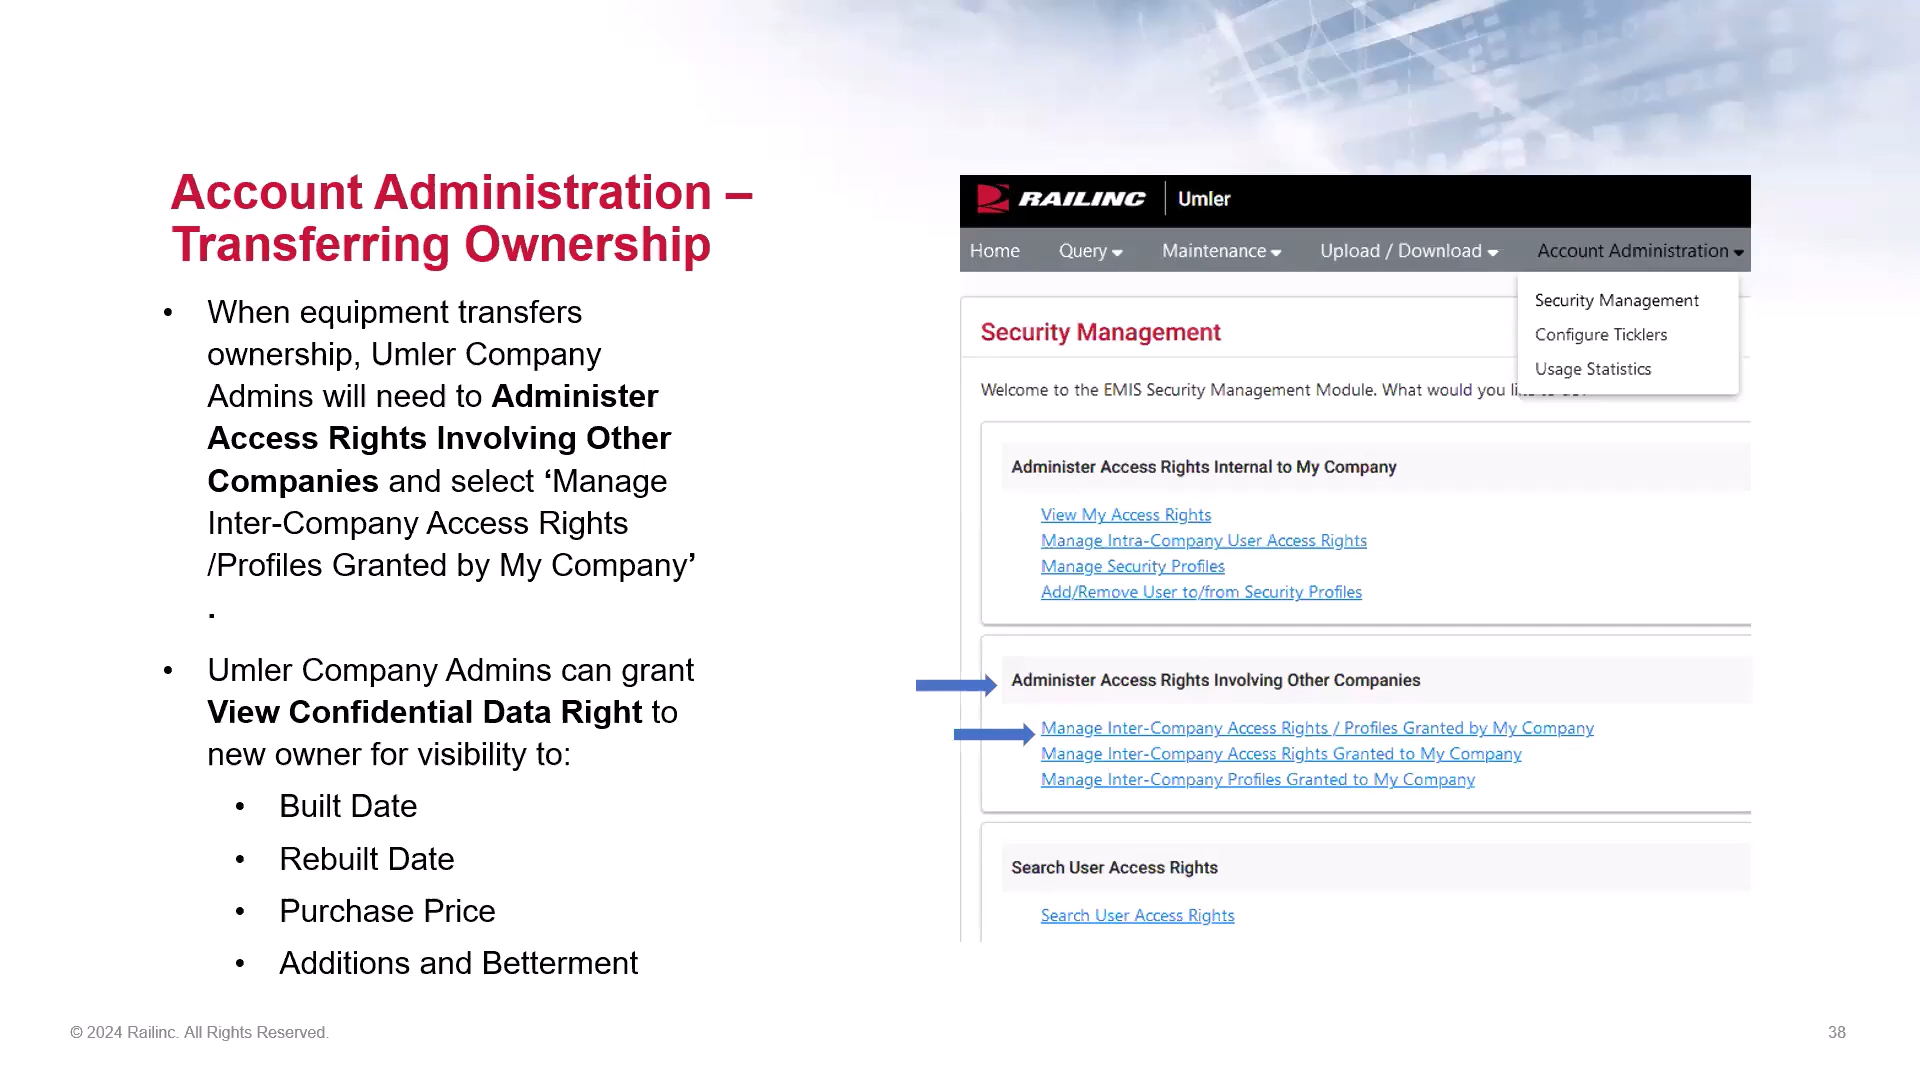 Account Administration –
Transferring Ownership
• When equipment transfers
ownership, Umler Company
Admins will need to Administer
Access Rights Involving Other
Companies and select ‘Manage
Inter-Company Access Rights
/Profiles Granted by My Company’
.
• Umler Company Admins can grant
View Confidential Data Right to
new owner for visibility to:
• Built Date
• Rebuilt Date
• Purchase Price
• Additions and Betterment
RAILINC Umler
Home Query Maintenance Upload / Download Account Administration
Security Management
Configure Ticklers
Usage Statistics
Security Management
Welcome to the EMIS Security Management Module. What would you
Administer Access Rights Internal to My Company
View My Access Rights
Manage Intra-Company User Access Rights
Manage Security Profiles
Add/Remove User to/from Security Profiles
Administer Access Rights Involving Other Companies
Manage Inter-Company Access Rights / Profiles Granted by My Company
Manage Inter-Company Access Rights Granted to My Company
Manage Inter-Company Profiles Granted to My Company
Search User Access Rights
Search User Access Rights
© 2024 Railinc. All Rights Reserved.
38